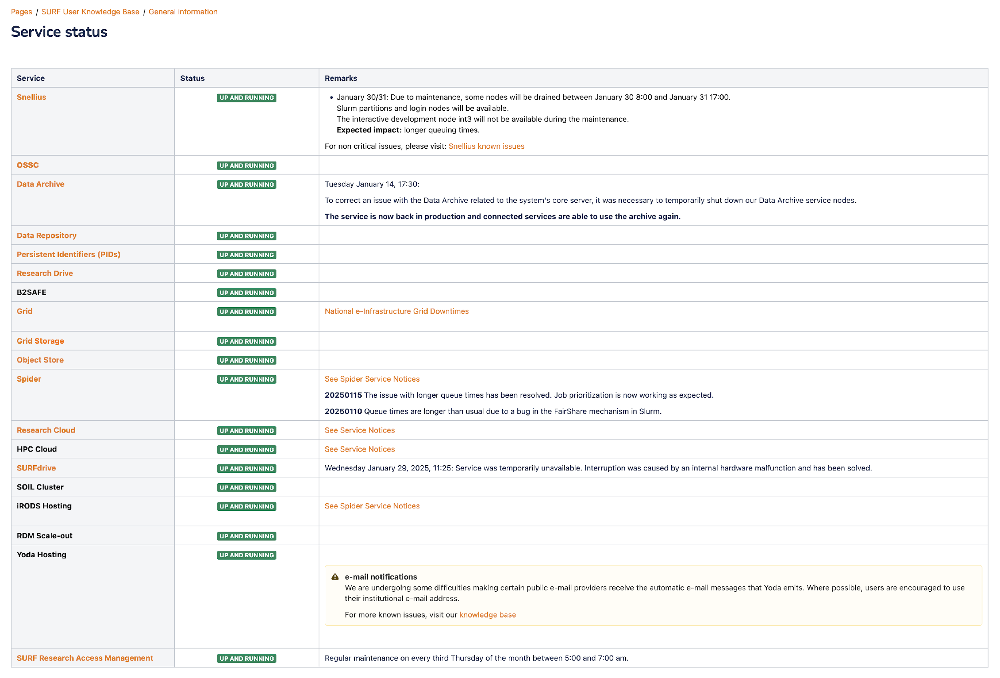 Pages / SURF User Knowledge Base / General information
Service status
Service Status Remarks
Snellius UP AND RUNNING • January 30/31: Due to maintenance, some nodes will be drained between January 30 8:00 and January 31 17:00.
Slurm partitions and login nodes will be available.
The interactive development node int3 will not be available during the maintenance.
Expected impact: longer queuing times.
For non critical issues, please visit: Snellius known issues
OSSC UP AND RUNNING
Data Archive UP AND RUNNING Tuesday January 14, 17:30:
To correct an issue with the Data Archive related to the system's core server, it was necessary to temporarily shut down our Data Archive service nodes.
The service is now back in production and connected services are able to use the archive again.
Data Repository UP AND RUNNING
Persistent Identifiers (PIDs) UP AND RUNNING
Research Drive UP AND RUNNING
B2SAFE UP AND RUNNING
Grid UP AND RUNNING National e-Infrastructure Grid Downtimes
Grid Storage UP AND RUNNING
Object Store UP AND RUNNING
Spider UP AND RUNNING See Spider Service Notices
20250115 The issue with longer queue times has been resolved. Job prioritization is now working as expected.
20250110 Queue times are longer than usual due to a bug in the FairShare mechanism in Slurm.
Research Cloud UP AND RUNNING See Service Notices
HPC Cloud UP AND RUNNING See Service Notices
SURFdrive UP AND RUNNING Wednesday January 29, 2025, 11:25: Service was temporarily unavailable. Interruption was caused by an internal hardware malfunction and has been solved.
SOIL Cluster UP AND RUNNING
iRODS Hosting UP AND RUNNING See Spider Service Notices
RDM Scale-out UP AND RUNNING
Yoda Hosting UP AND RUNNING
e-mail notifications
We are undergoing some difficulties making certain public e-mail providers receive the automatic e-mail messages that Yoda emits. Where possible, users are encouraged to use
their institutional e-mail address.
For more known issues, visit our knowledge base
SURF Research Access Management UP AND RUNNING Regular maintenance on every third Thursday of the month between 5:00 and 7:00 am.